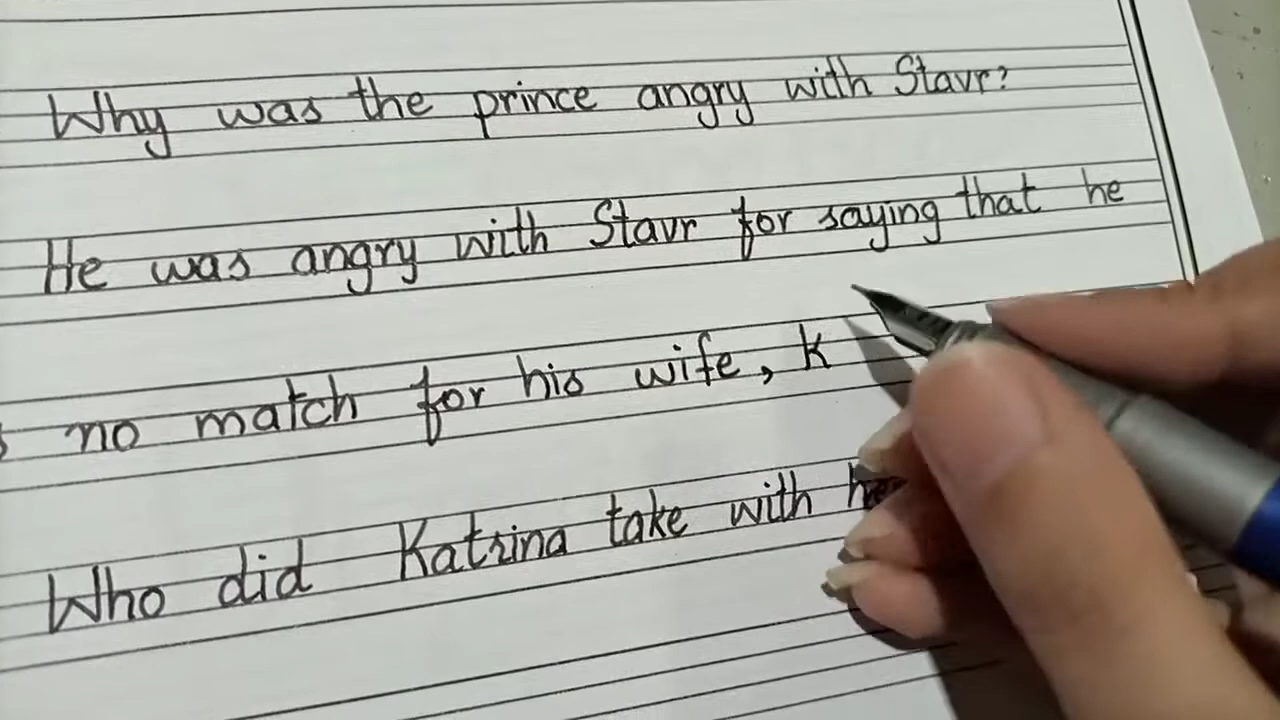 Why was the prince angry with Stavr?
He was angry with Stavr for saying that he
no match for his wife, K
Who did Katrina take with